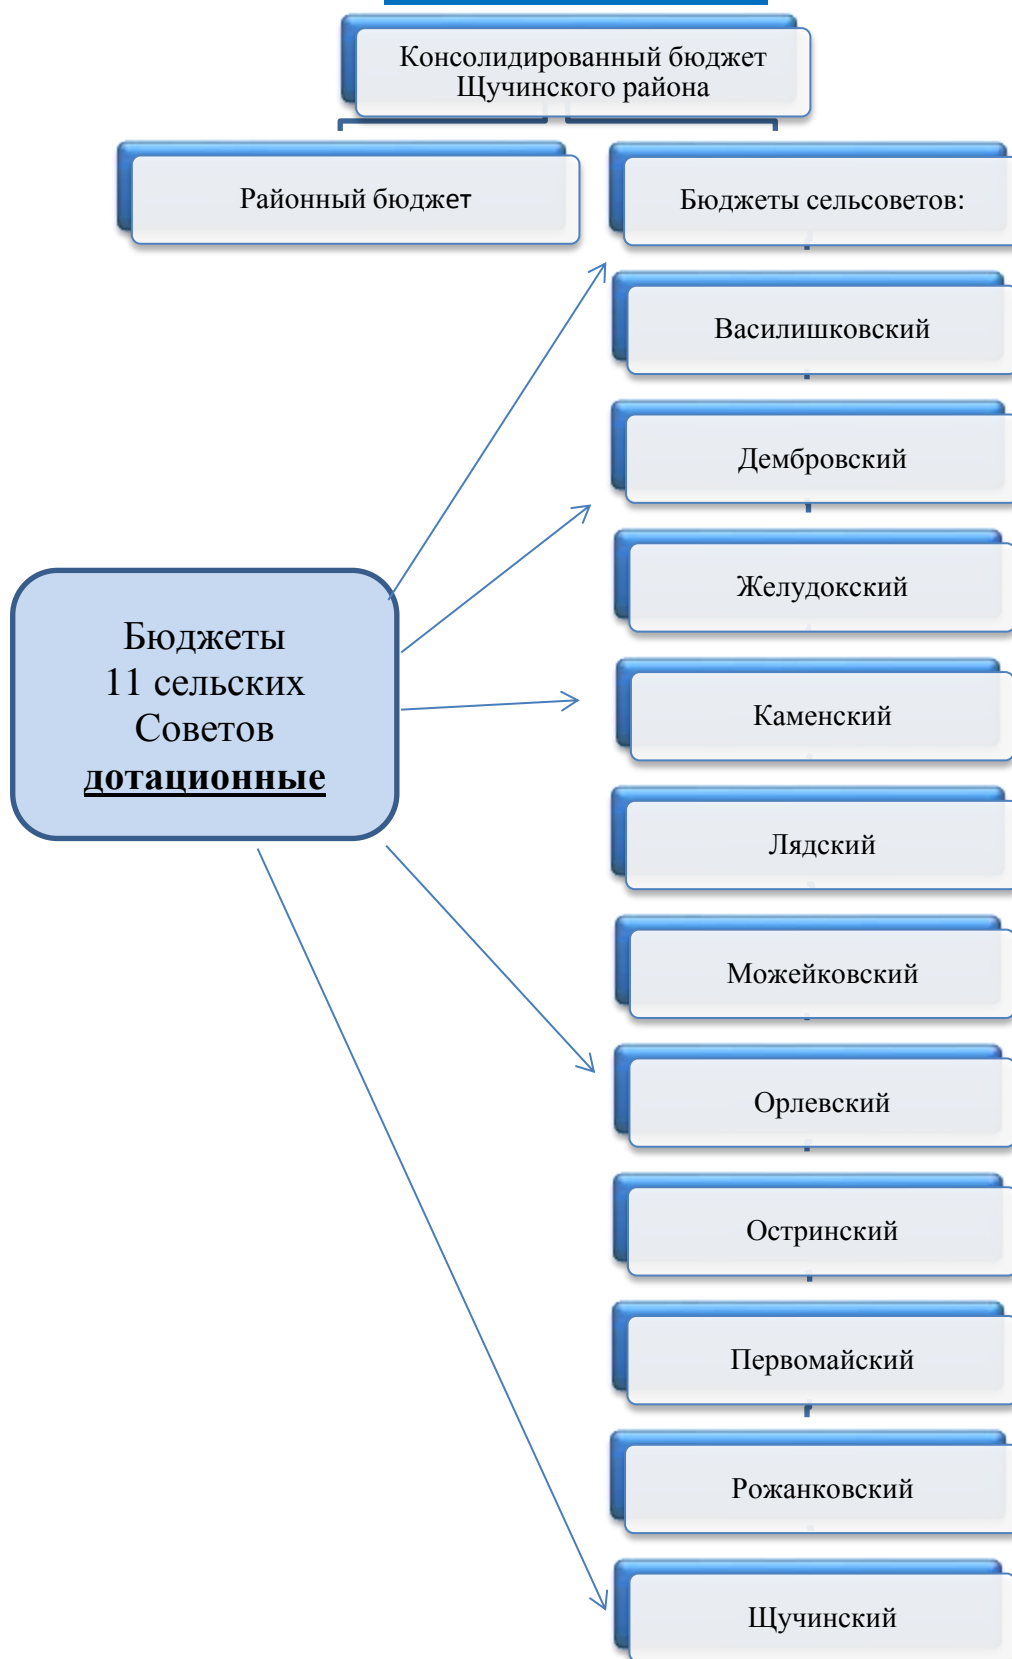 Консолидированный бюджет
Щучинского района
Районный бюджет
Бюджеты сельсоветов:
Василишковский
Дембровский
Желудокский
Каменский
Лядский
Можейковский
Орлевский
Остринский
Первомайский
Рожанковский
Щучинский
Бюджеты
11 сельских
Советов
дотационные